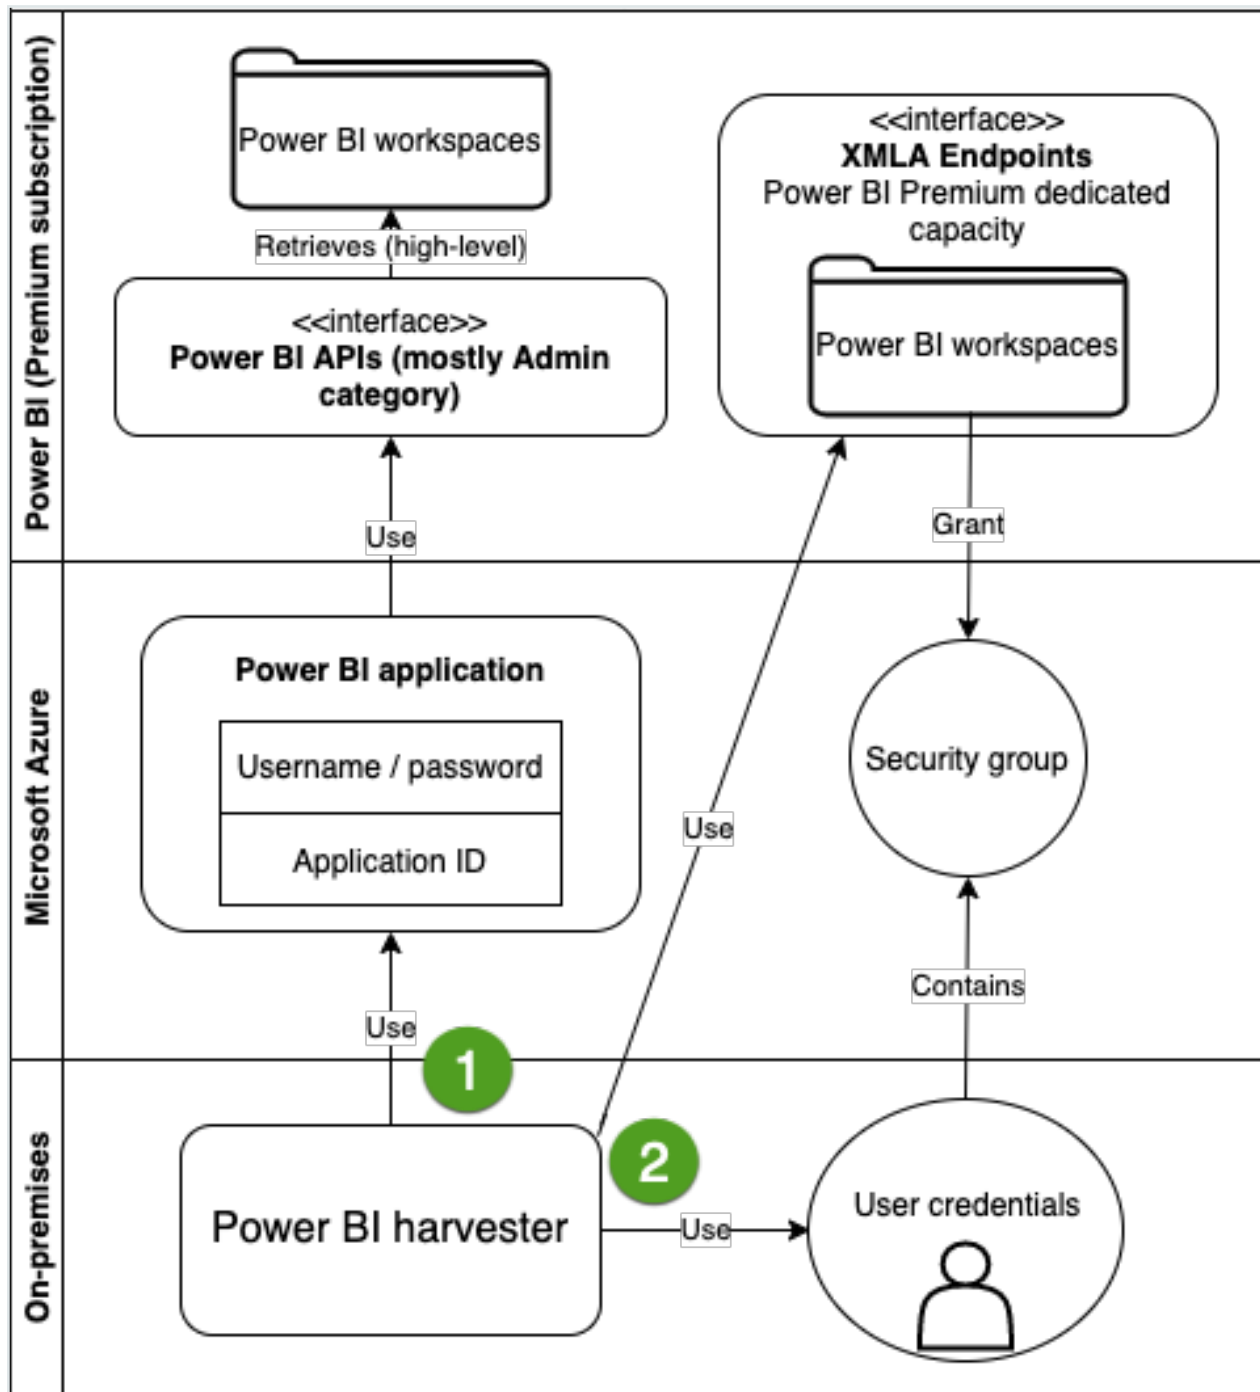 Power BI (Premium subscription)
Power BI workspaces
Retrieves (high-level)
<<interface>>
Power BI APIs (mostly Admin
category)
Use
<<interface>>
XMLA Endpoints
Power BI Premium dedicated
capacity
Power BI workspaces
Grant
Microsoft Azure
Power BI application
Username / password
Application ID
Use
Use
Security group
Contains
On-premises
1
2
Power BI harvester
Use
User credentials